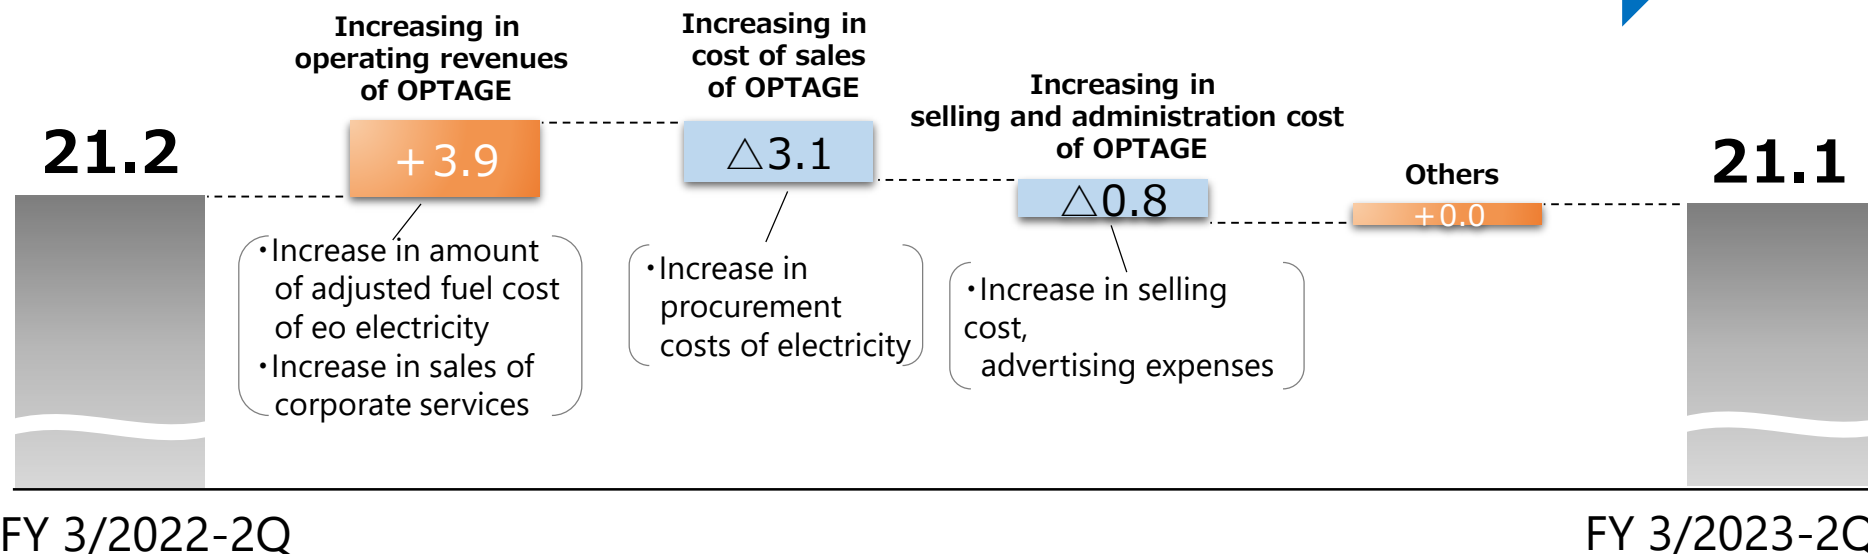 Increasing in
operating revenues
of OPTAGE
Increasing in
cost of sales
of OPTAGE
Increasing in
selling and administration cost
of OPTAGE
Others
21.2
+3.9
△3.1
△0.8
+0.0
21.1
・Increase in amount
of adjusted fuel cost
of eo electricity
・Increase in sales of
corporate services
・Increase in
procurement
costs of electricity
・Increase in selling
cost,
advertising expenses
FY 3/2022-2Q
FY 3/2023-2Q